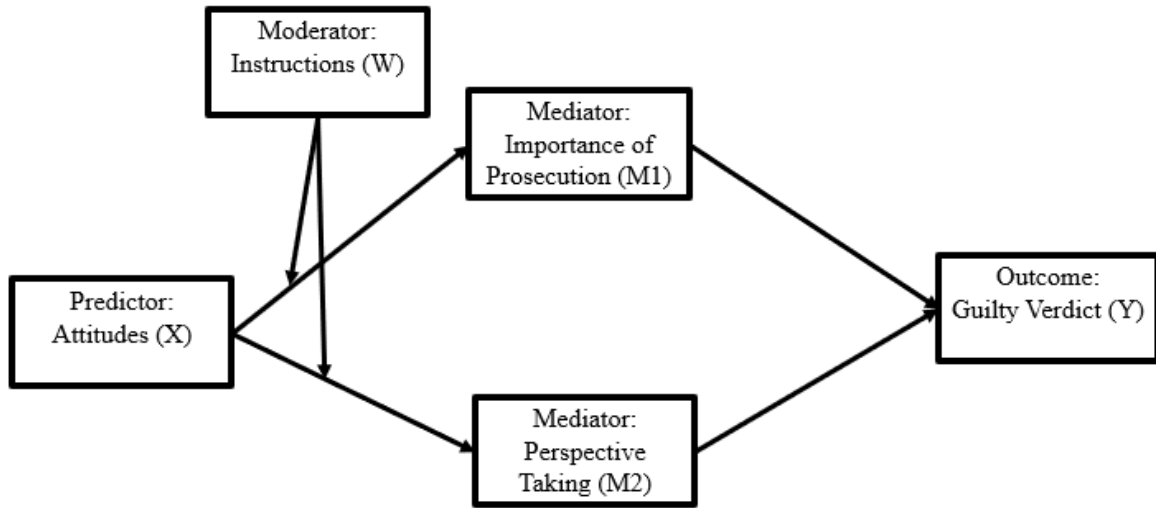 Moderator:
Instructions (W)
Mediator:
Importance of
Prosecution (M1)
Predictor:
Attitudes (X)
Outcome:
Guilty Verdict (Y)
Mediator:
Perspective
Taking (M2)